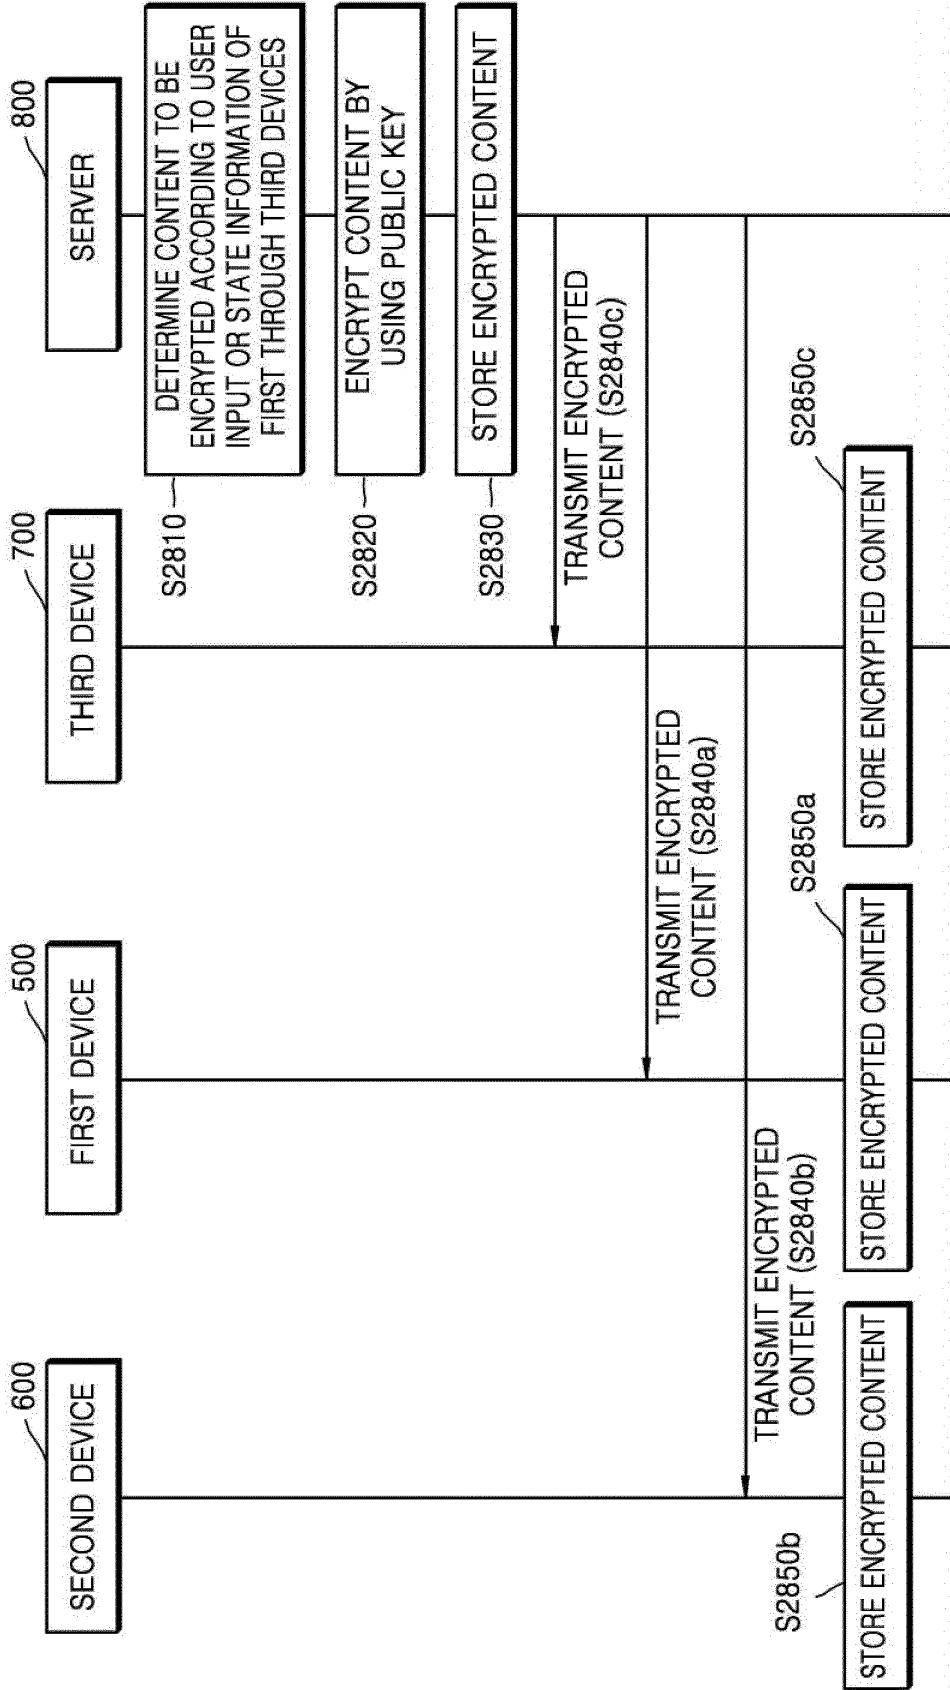 600
SECOND DEVICE
500
FIRST DEVICE
700
THIRD DEVICE
800
SERVER
S2810
DETERMINE CONTENT TO BE
ENCRYPTED ACCORDING TO USER
INPUT OR STATE INFORMATION OF
FIRST THROUGH THIRD DEVICES
S2820
ENCRYPT CONTENT BY
USING PUBLIC KEY
S2830
STORE ENCRYPTED CONTENT
TRANSMIT ENCRYPTED
CONTENT (S2840c)
TRANSMIT ENCRYPTED
CONTENT (S2840a)
TRANSMIT ENCRYPTED
CONTENT (S2840b)
S2850b
STORE ENCRYPTED CONTENT
S2850a
STORE ENCRYPTED CONTENT
S2850c
STORE ENCRYPTED CONTENT